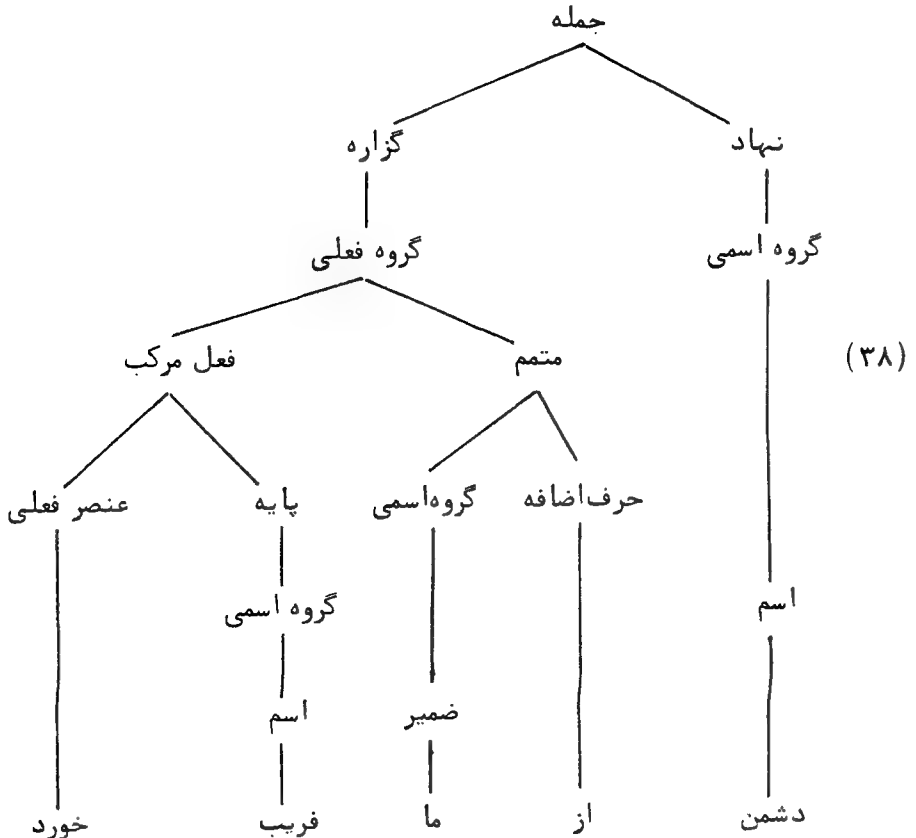 جمله
نهاد گزاره
گروه اسمی گروه فعلی
(۳۸) متمم فعل مرکب
حرف‌اضافه گروه‌اسمی پایه عنصر فعلی
اسم گروه اسمی
ضمیر اسم
دشمن از ما فریب خورد